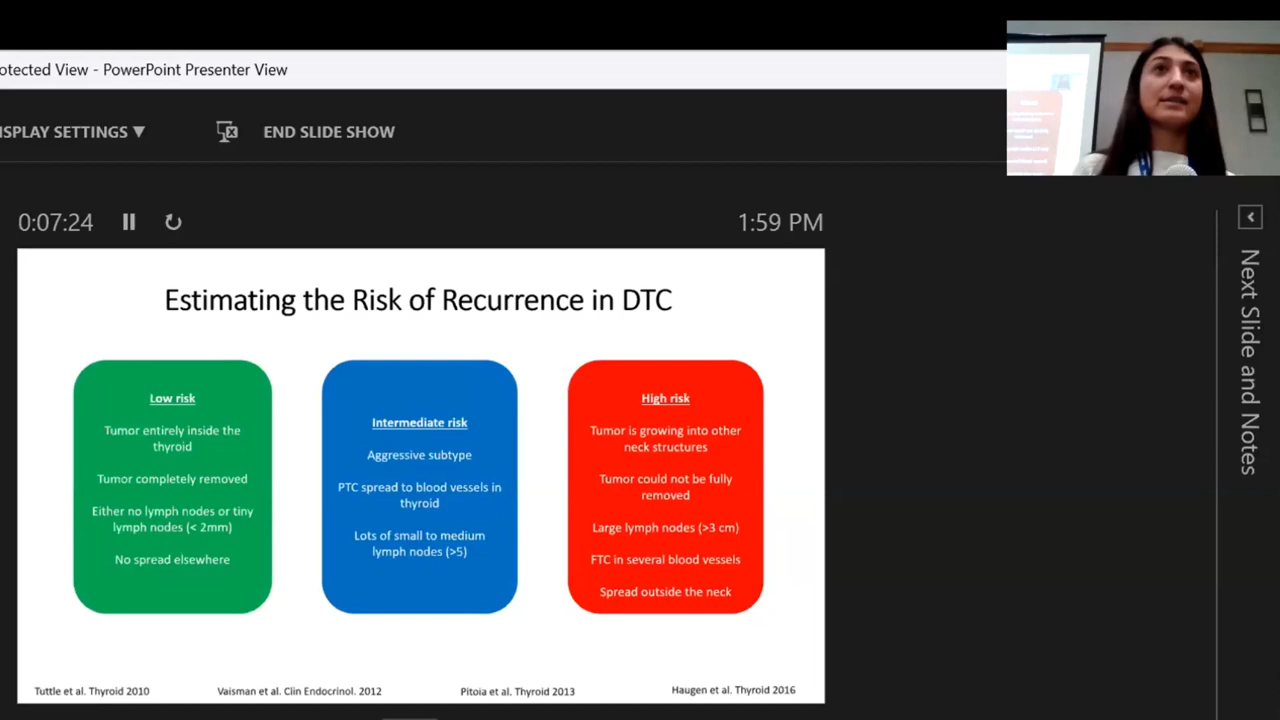 otected View - PowerPoint Presenter View
ISPLAY SETTINGS ▼
END SLIDE SHOW
0:07:24
1:59 PM
Estimating the Risk of Recurrence in DTC
Low risk
Tumor entirely inside the
thyroid
Tumor completely removed
Either no lymph nodes or tiny
lymph nodes (< 2mm)
No spread elsewhere
Intermediate risk
Aggressive subtype
PTC spread to blood vessels in
thyroid
Lots of small to medium
lymph nodes (>5)
High risk
Tumor is growing into other
neck structures
Tumor could not be fully
removed
Large lymph nodes (>3 cm)
FTC in several blood vessels
Spread outside the neck
Tuttle et al. Thyroid 2010
Vaisman et al. Clin Endocrinol. 2012
Pitoia et al. Thyroid 2013
Haugen et al. Thyroid 2016
Next Slide and Notes